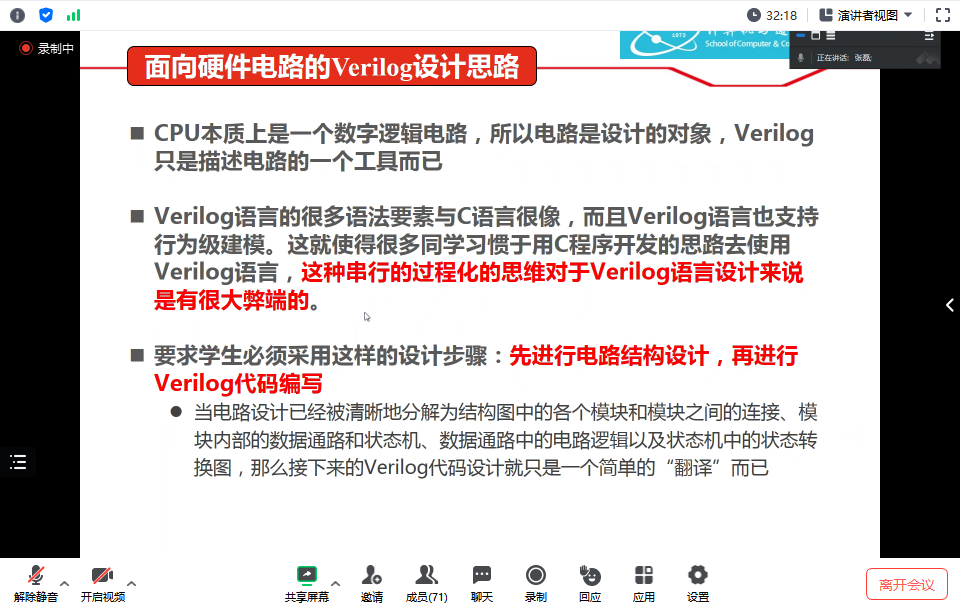 32:18
演讲者视图
录制中
1973
School of Computer & Co
正在讲话: 张磊;
面向硬件电路的Verilog设计思路
CPU本质上是一个数字逻辑电路，所以电路是设计的对象，Verilog
只是描述电路的一个工具而已
Verilog语言的很多语法要素与C语言很像，而且Verilog语言也支持
行为级建模。这就使得很多同学习惯于用C程序开发的思路去使用
Verilog语言，这种串行的过程化的思维对于Verilog语言设计来说
是有很大弊端的。
要求学生必须采用这样的设计步骤：先进行电路结构设计，再进行
Verilog代码编写
当电路设计已经被清晰地分解为结构图中的各个模块和模块之间的连接、模
块内部的数据通路和状态机、数据通路中的电路逻辑以及状态机中的状态转
换图，那么接下来的Verilog代码设计就只是一个简单的“翻译”而已
解除静音
开启视频
共享屏幕
邀请
成员(71)
聊天
录制
回应
应用
设置
离开会议